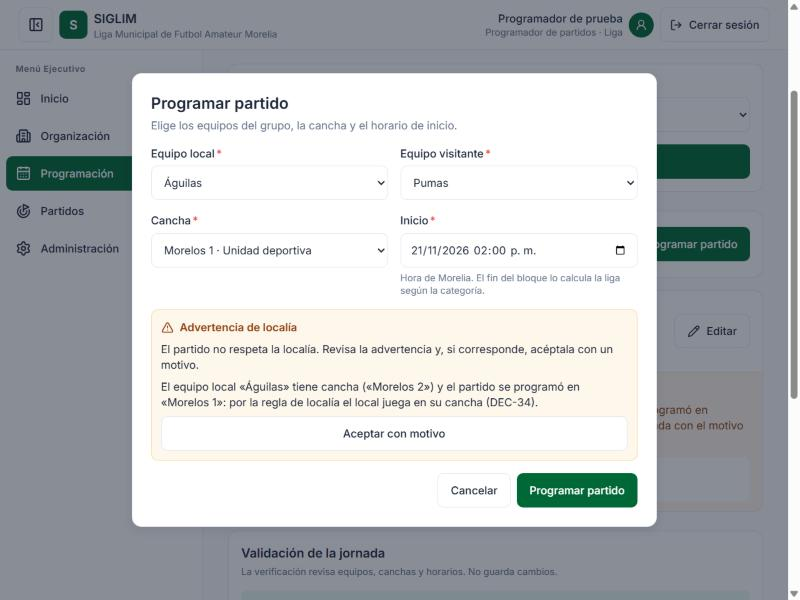 SIGLIM
S
Liga Municipal de Futbol Amateur Morelia
Programador de prueba
Programador de partidos · Liga
Cerrar sesión
Menú Ejecutivo
Inicio
Organización
Programación
Partidos
Administración
Programar partido
Elige los equipos del grupo, la cancha y el horario de inicio.
Equipo local*
Equipo visitante*
Águilas
Pumas
Cancha*
Inicio*
Morelos 1 · Unidad deportiva
21/11/2026 02:00 p. m.
Hora de Morelia. El fin del bloque lo calcula la liga
según la categoría.
Advertencia de localía
El partido no respeta la localía. Revisa la advertencia y, si corresponde, acéptala con un
motivo.
El equipo local «Águilas» tiene cancha («Morelos 2») y el partido se programó en
«Morelos 1»: por la regla de localía el local juega en su cancha (DEC-34).
Aceptar con motivo
Cancelar
Programar partido
ogramar partido
Editar
ogramó en
da con el motivo
Validación de la jornada
La verificación revisa equipos, canchas y horarios. No guarda cambios.